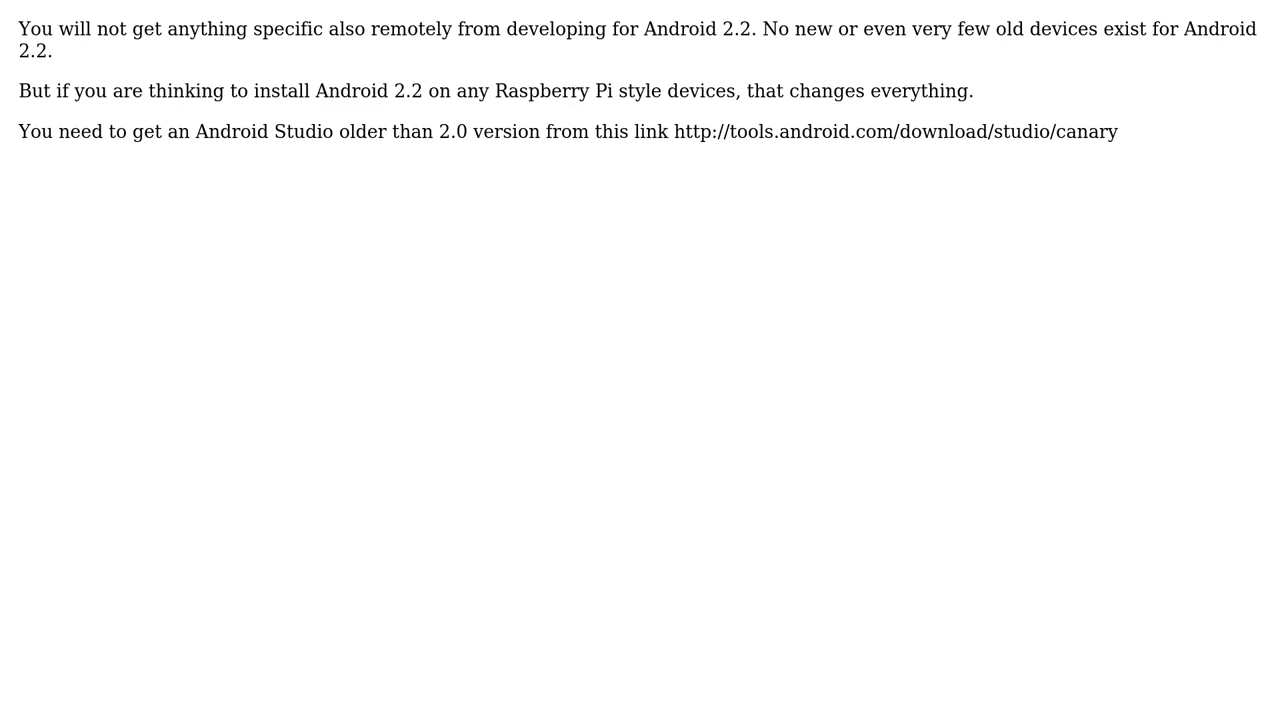 You will not get anything specific also remotely from developing for Android 2.2. No new or even very few old devices exist for Android
2.2.
But if you are thinking to install Android 2.2 on any Raspberry Pi style devices, that changes everything.
You need to get an Android Studio older than 2.0 version from this link http://tools.android.com/download/studio/canary